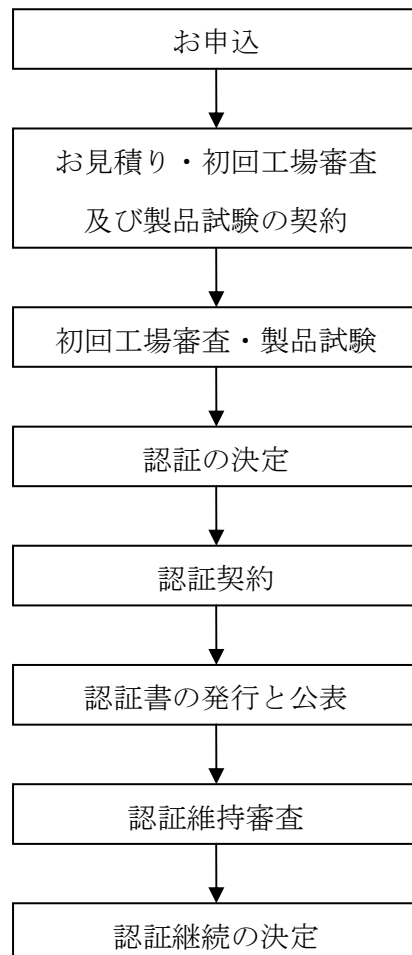 お申込
お見積り・初回工場審査
及び製品試験の契約
初回工場審査・製品試験
認証の決定
認証契約
認証書の発行と公表
認証維持審査
認証継続の決定